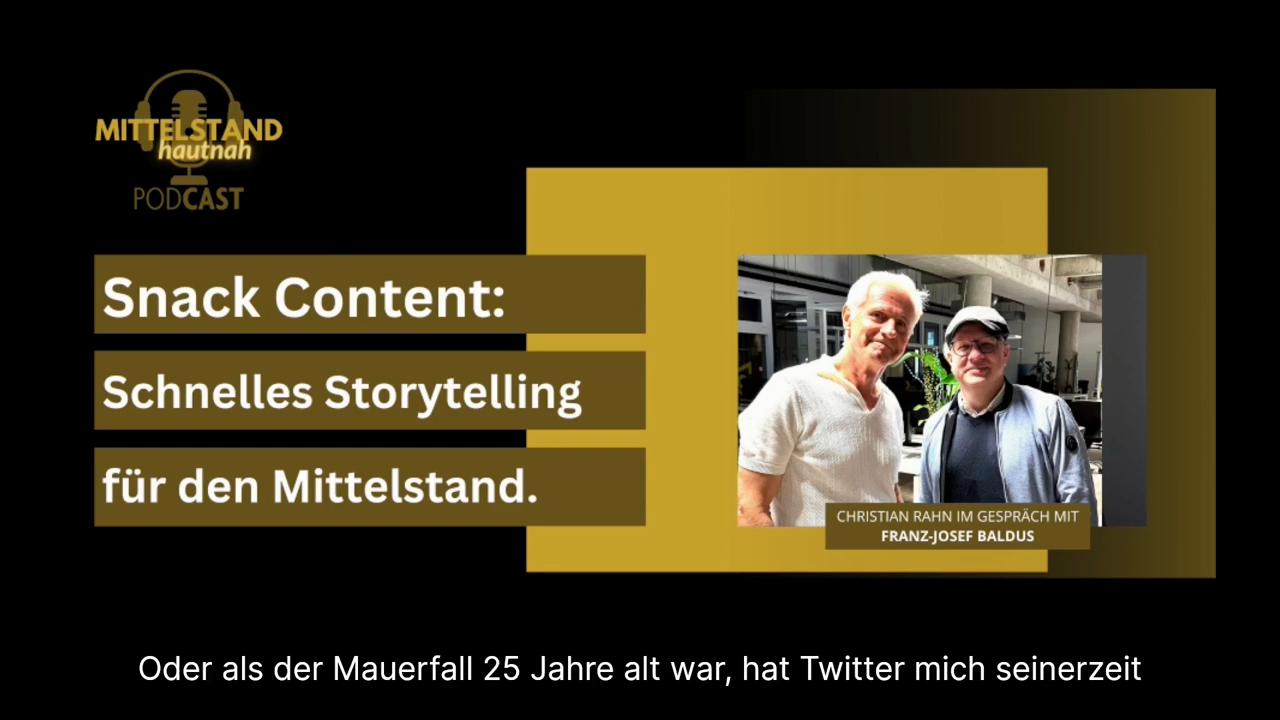 MITTELSTAND
hautnah
PODCAST
Snack Content:
Schnelles Storytelling
für den Mittelstand.
CHRISTIAN RAHN IM GESPRÄCH MIT
FRANZ-JOSEF BALDUS
Oder als der Mauerfall 25 Jahre alt war, hat Twitter mich seinerzeit